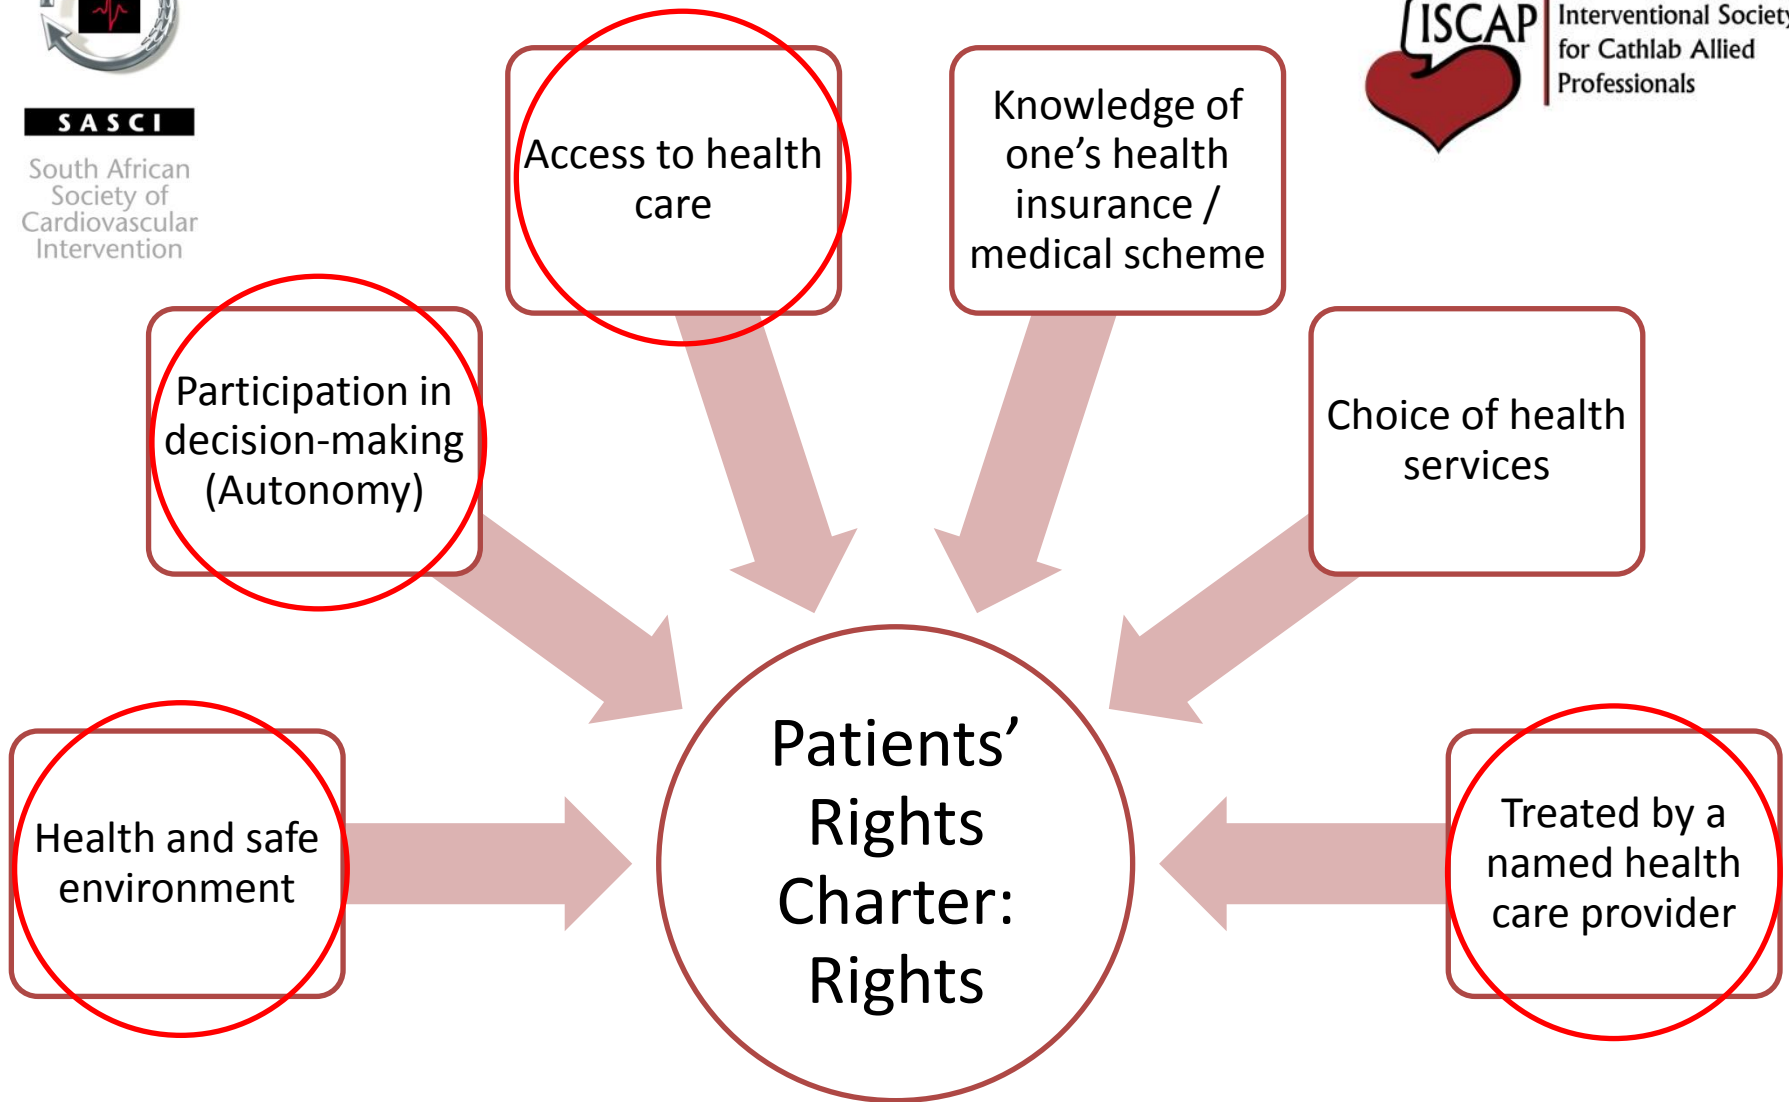 SASCI
South African
Society of
Cardiovascular
Intervention
ISCAP
Interventional Society
for Cathlab Allied
Professionals
Access to health
care
Knowledge of
one's health
insurance /
medical scheme
Participation in
decision-making
(Autonomy)
Choice of health
services
Health and safe
environment
Treated by a
named health
care provider
Patients'
Rights
Charter:
Rights